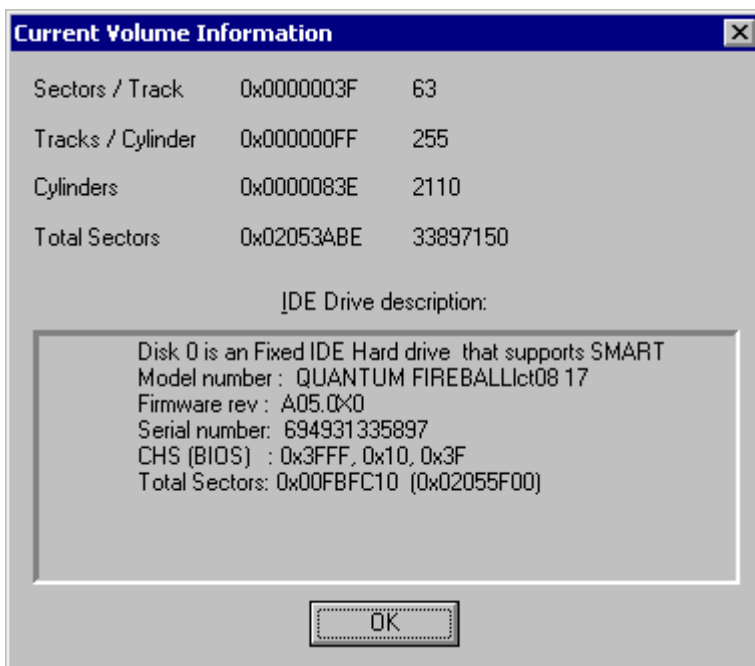 Current Volume Information
Sectors / Track 0x0000003F 63
Tracks / Cylinder 0x000000FF 255
Cylinders 0x0000083E 2110
Total Sectors 0x02053ABE 33897150
IDE Drive description:
Disk 0 is an Fixed IDE Hard drive  that supports SMART
Model number :  QUANTUM FIREBALLlct08 17
Firmware rev :  A05.0X0
Serial number:  694931335897
CHS (BIOS)  : 0x3FFF, 0x10, 0x3F
Total Sectors: 0x00FBFC10  (0x02055F00)
OK